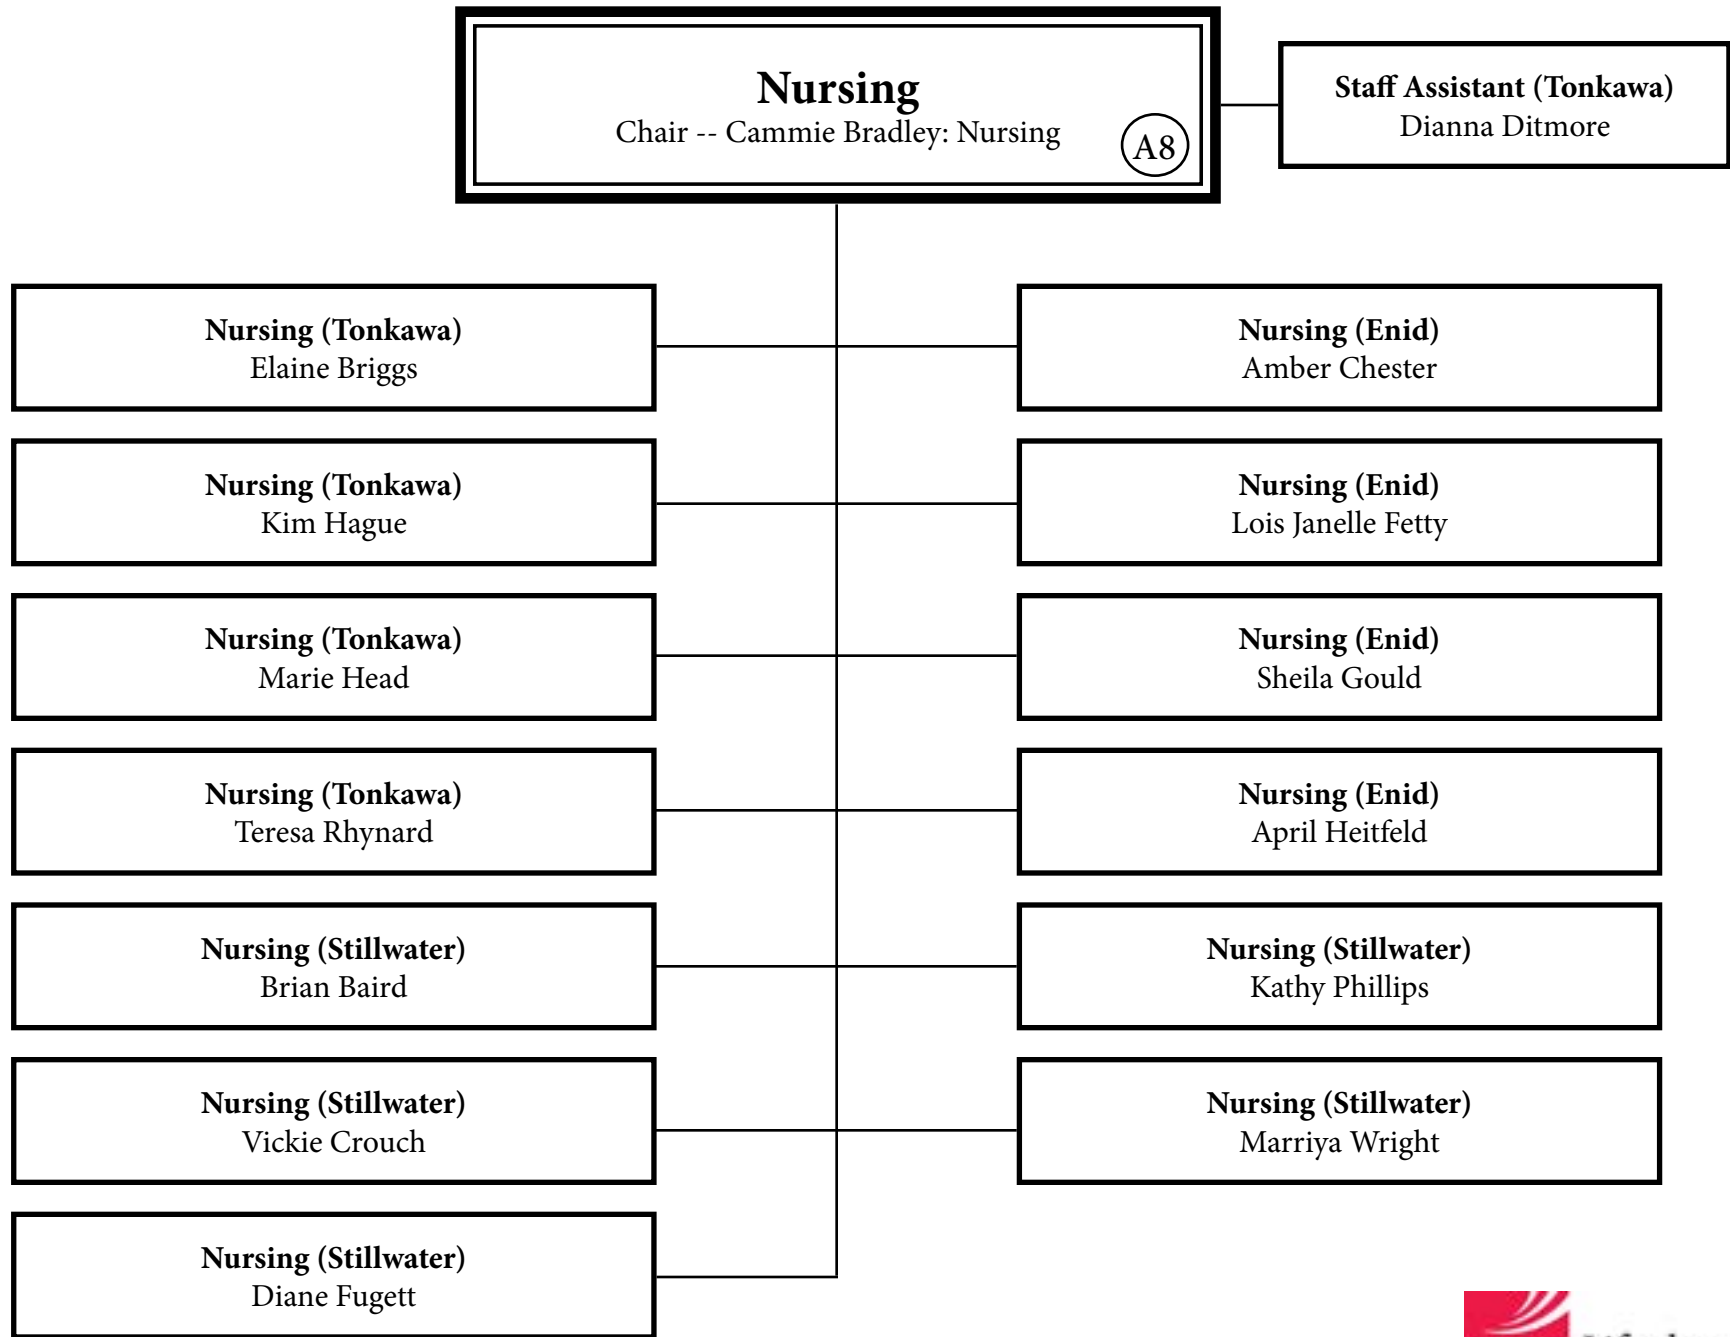 Nursing
Chair -- Cammie Bradley: Nursing
A8
Staff Assistant (Tonkawa)
Dianna Ditmore
Nursing (Tonkawa)
Elaine Briggs
Nursing (Enid)
Amber Chester
Nursing (Tonkawa)
Kim Hague
Nursing (Enid)
Lois Janelle Fetty
Nursing (Tonkawa)
Marie Head
Nursing (Enid)
Sheila Gould
Nursing (Tonkawa)
Teresa Rhynard
Nursing (Enid)
April Heitfeld
Nursing (Stillwater)
Brian Baird
Nursing (Stillwater)
Kathy Phillips
Nursing (Stillwater)
Vickie Crouch
Nursing (Stillwater)
Marriya Wright
Nursing (Stillwater)
Diane Fugett